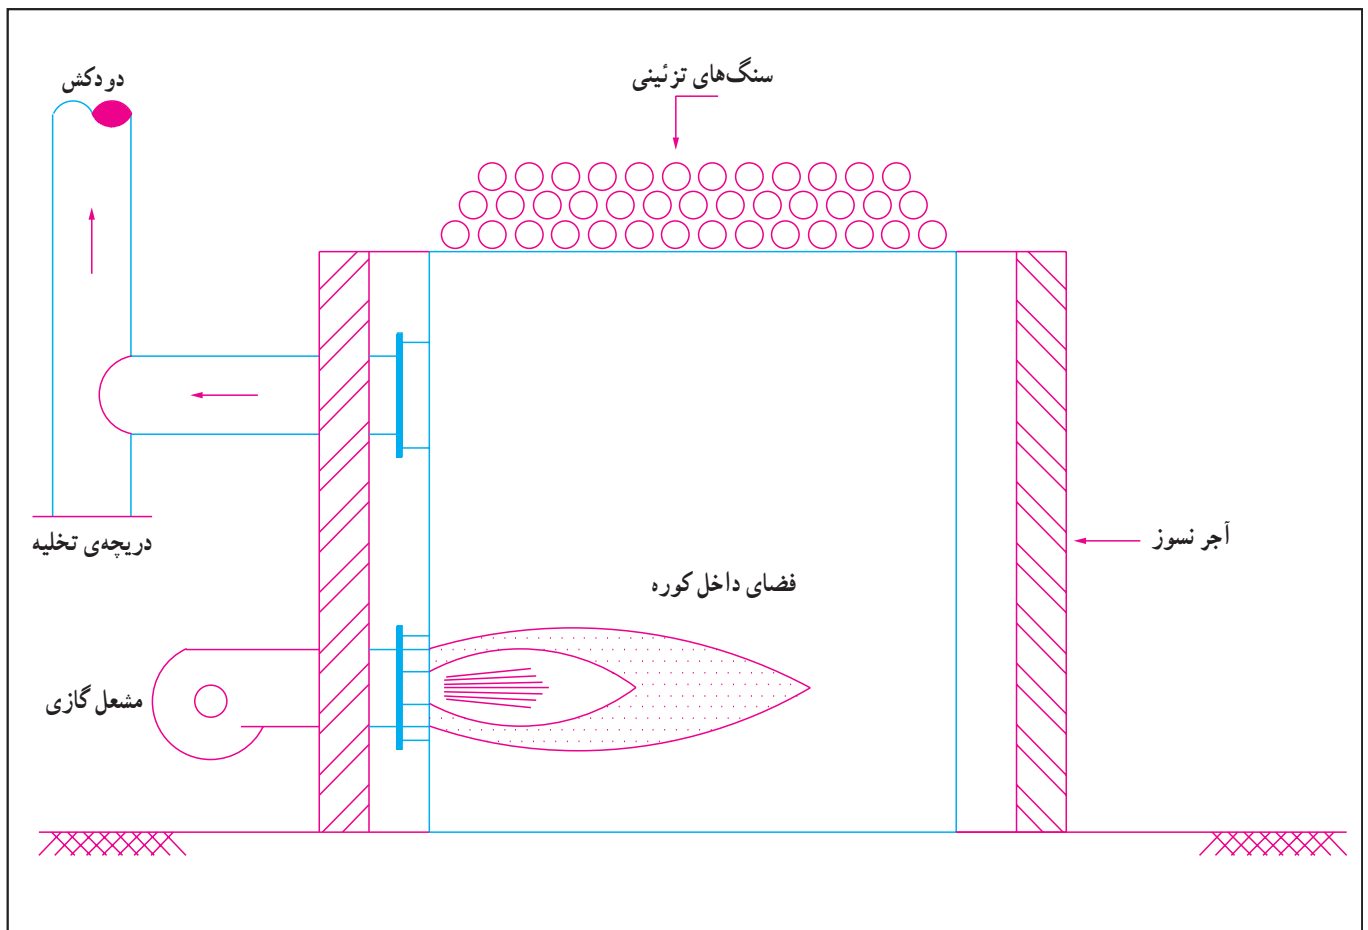 دودکش
سنگ‌های تزئینی
دریچه‌ی تخلیه
آجر نسوز
فضای داخل کوره
مشعل گازی